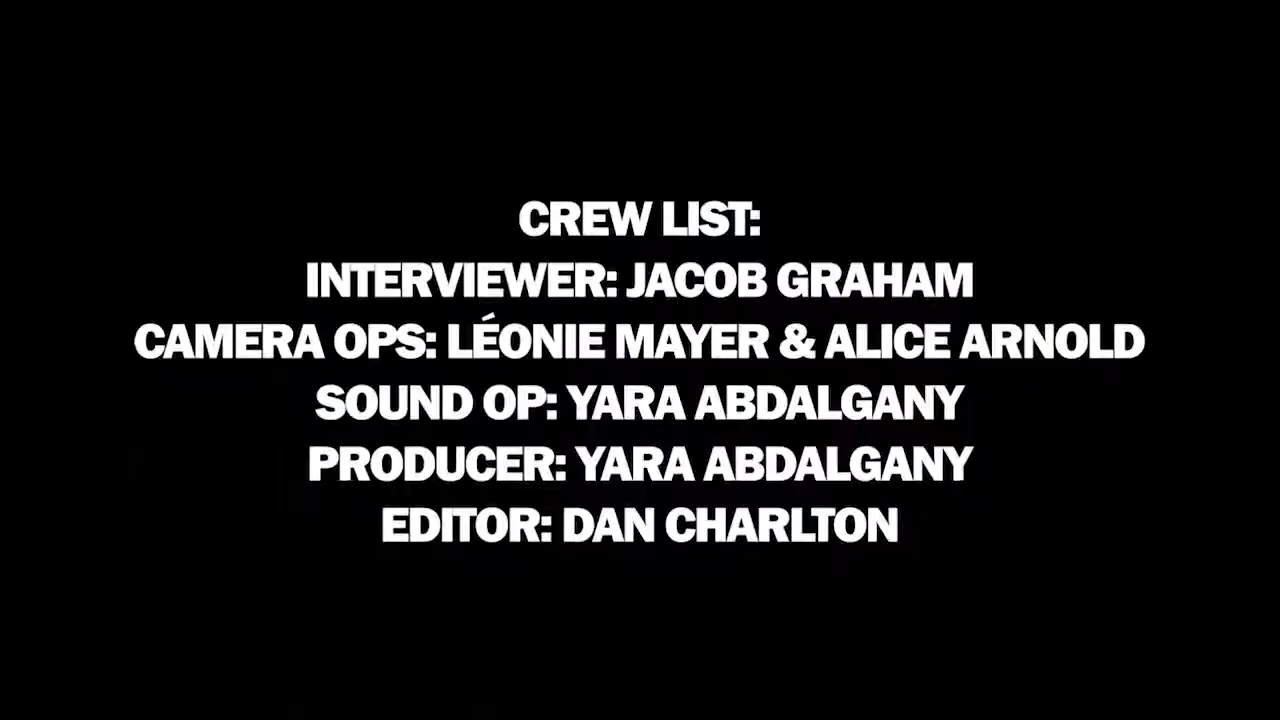 CREW LIST:
INTERVIEWER: JACOB GRAHAM
CAMERA OPS: LÉONIE MAYER & ALICE ARNOLD
SOUND OP: YARA ABDALGANY
PRODUCER: YARA ABDALGANY
EDITOR: DAN CHARLTON